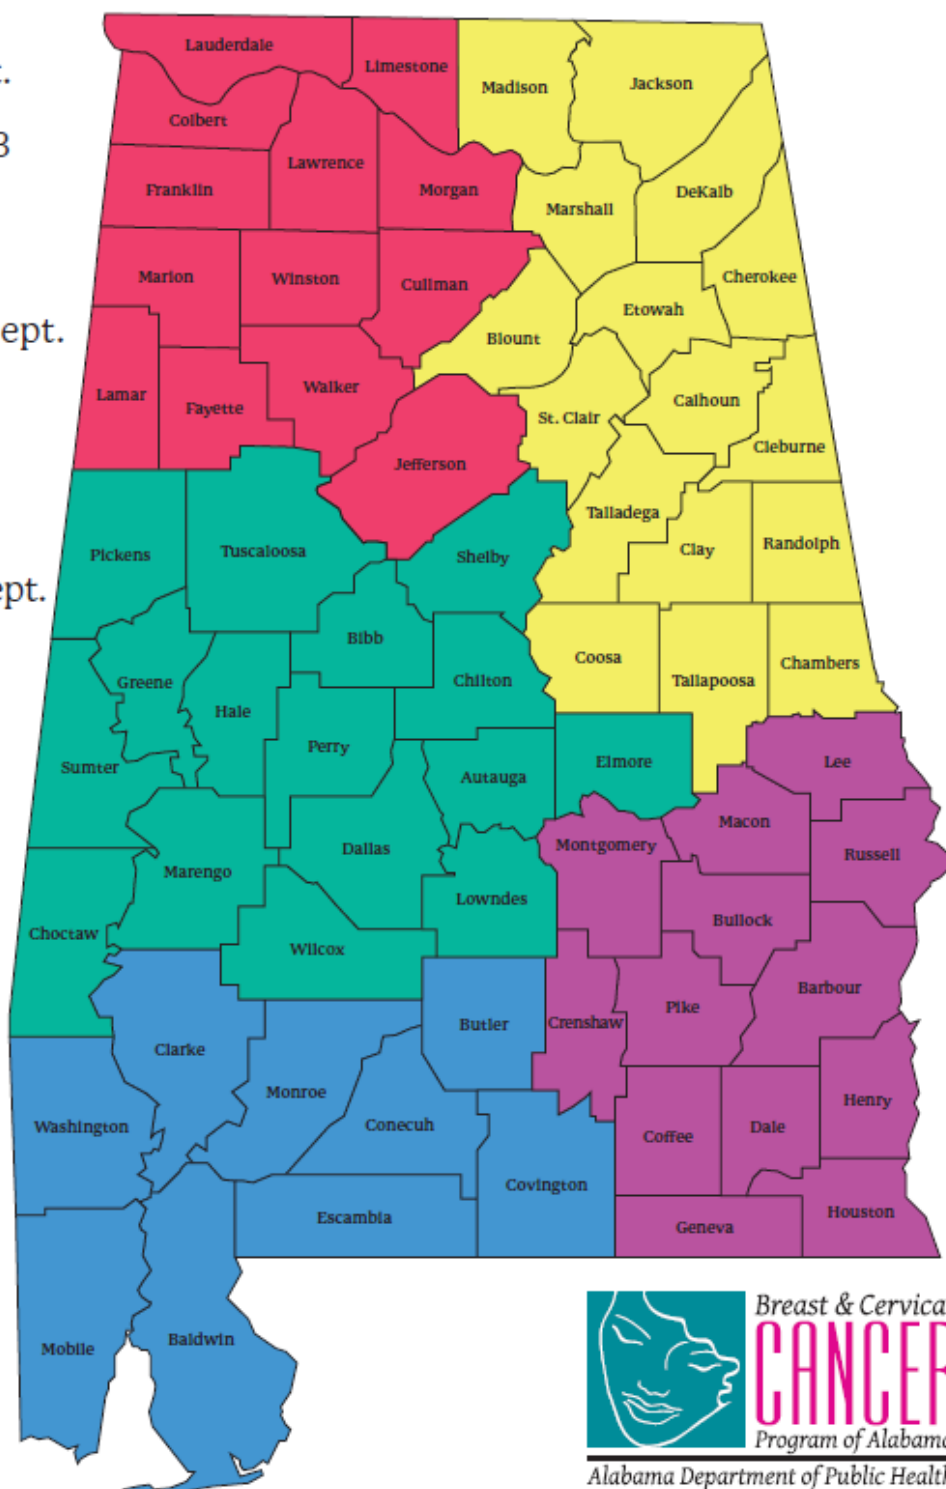 t.
3
ept.
ept.
Lauderdale
Limestone
Madison
Jackson
Colbert
Lawrence
Franklin
Morgan
Marshall
DeKalb
Marion
Winston
Cullman
Cherokee
Etowah
Blount
Lamar
Fayette
Walker
St. Clair
Calhoun
Cleburne
Jefferson
Talladega
Pickens
Tuscaloosa
Shelby
Clay
Randolph
Bibb
Coosa
Chambers
Greene
Chilton
Tallapoosa
Hale
Perry
Sumter
Autauga
Elmore
Lee
Macon
Dallas
Montgomery
Russell
Marengo
Lowndes
Bullock
Choctaw
Wilcox
Barbour
Pike
Butler
Crenshaw
Clarke
Monroe
Henry
Washington
Conecuh
Coffee
Dale
Covington
Escambia
Geneva
Houston
Mobile
Baldwin
Breast & Cervica
CANCER
Program of Alabama
Alabama Department of Public Health